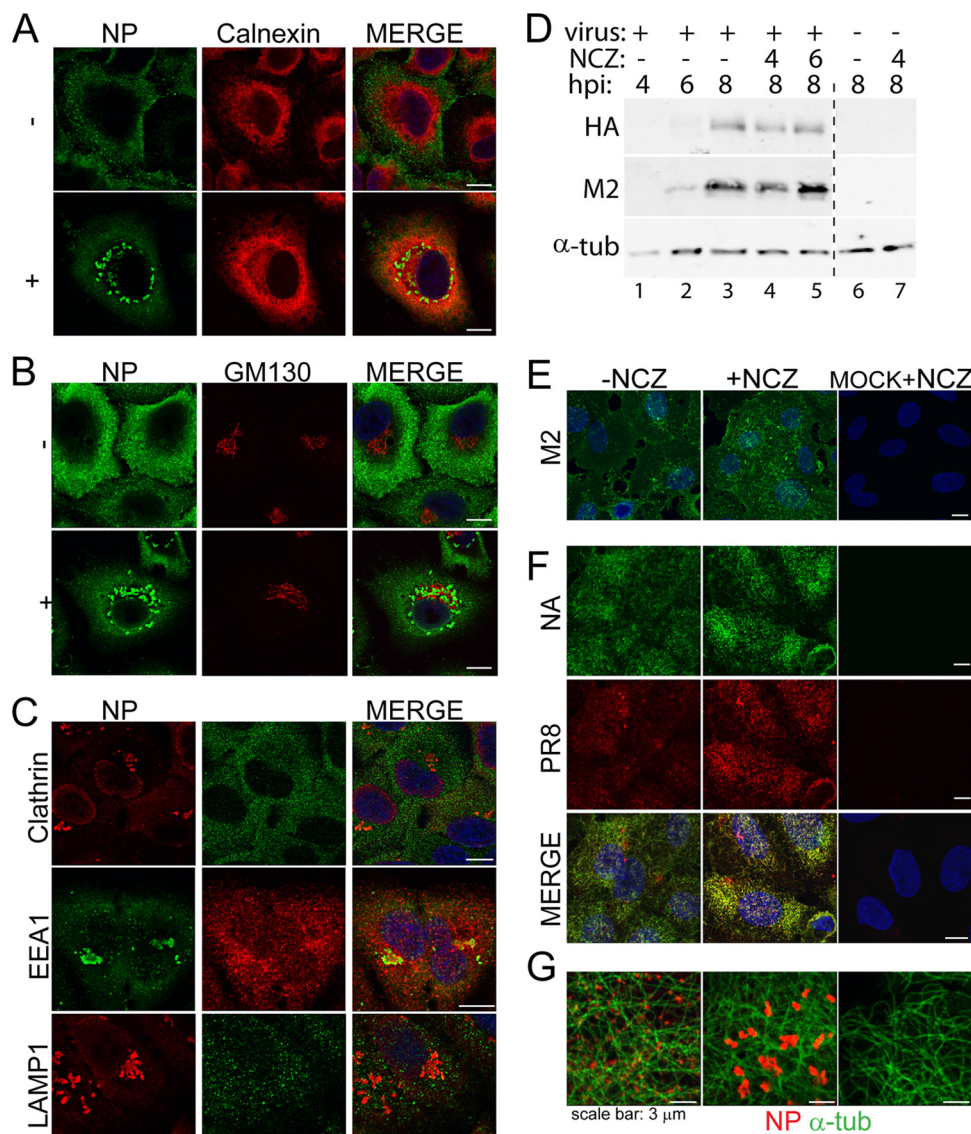 A
NP Calnexin MERGE
-
+
B
NP GM130 MERGE
-
+
C
NP MERGE
Clathrin
EEA1
LAMP1
D
virus: + + + + + - -
NCZ: - - - 4 6 - 4
hpi: 4 6 8 8 8 8 8
HA
M2
α-tub
1 2 3 4 5 6 7
E
-NCZ +NCZ MOCK+NCZ
M2
F
NA
PR8
MERGE
G
scale bar: 3 μm
NP α-tub